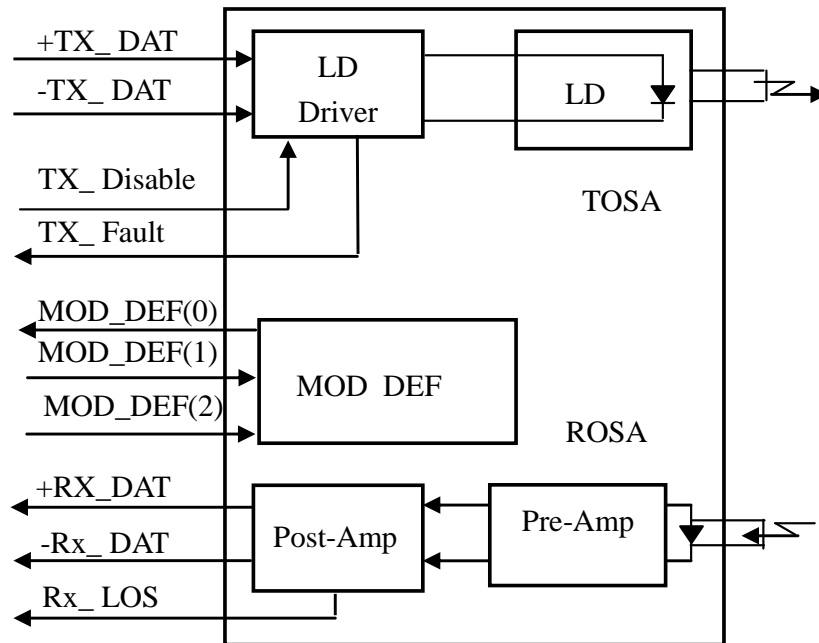 +TX_ DAT
-TX_ DAT
LD
Driver
LD
TX_ Disable
TX_ Fault
TOSA
MOD_DEF(0)
MOD_DEF(1)
MOD_DEF(2)
MOD DEF
ROSA
+RX_DAT
-Rx_ DAT
Rx_ LOS
Post-Amp
Pre-Amp